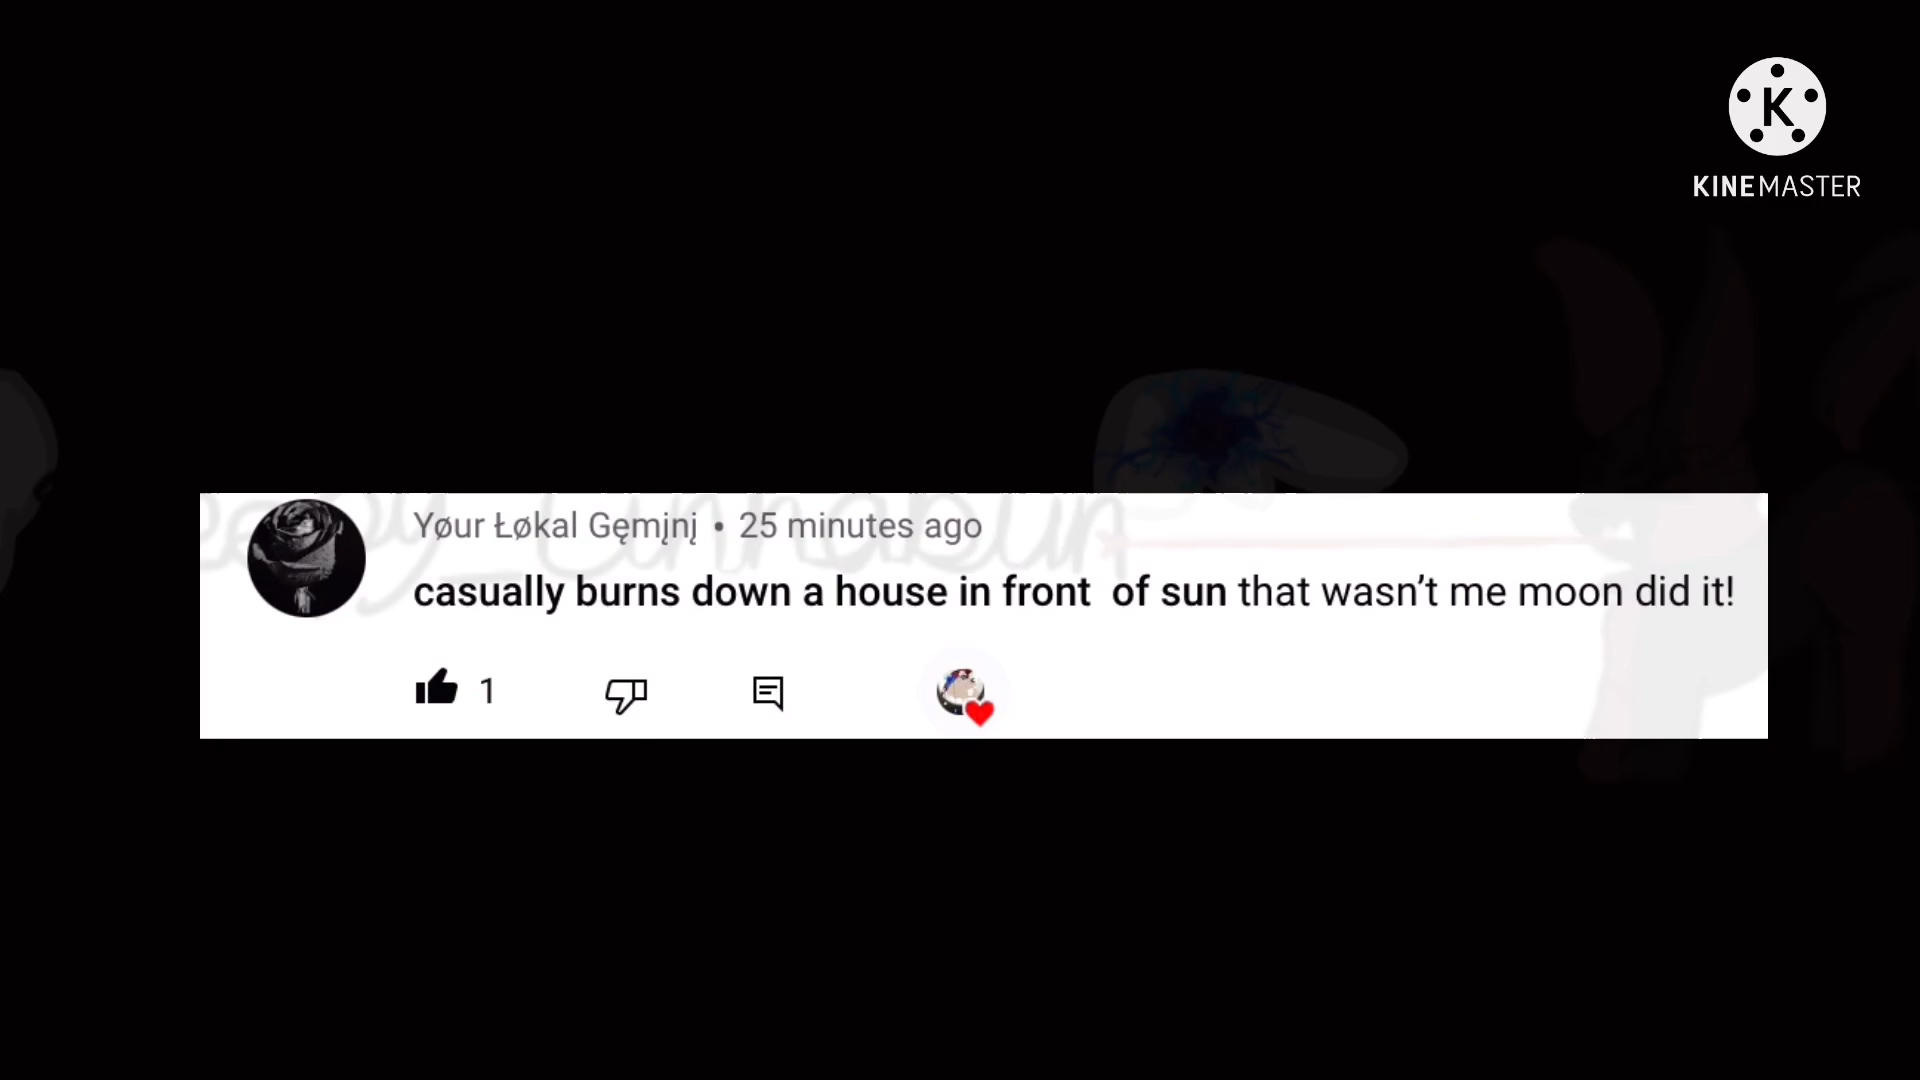 KINEMASTER
Yøur Łøkal Gęmįnį • 25 minutes ago
casually burns down a house in front of sun that wasn't me moon did it!
1